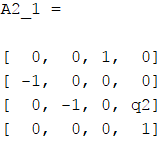 A2_1 =
[  0,  0, 1,  0]
[ -1,  0, 0,  0]
[  0, -1, 0, q2]
[  0,  0, 0,  1]